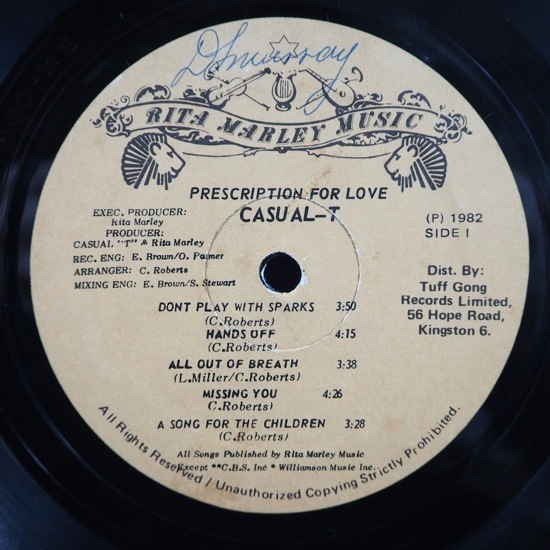 D Murray
RITA MARLEY MUSIC
PRESCRIPTION FOR LOVE
CASUAL-T
EXEC. PRODUCER:
Rita Marley
PRODUCER:
CASUAL "T" & Rita Marley
REC. ENG: E. Brown/O. Palmer
ARRANGER: C. Roberts
MIXING ENG: E. Brown/S. Stewart
(P) 1982
SIDE I
Dist. By:
Tuff Gong
Records Limited,
56 Hope Road,
Kingston 6.
DONT PLAY WITH SPARKS 3:50
(C.Roberts)
HANDS OFF 4:15
(C.Roberts)
ALL OUT OF BREATH 3:38
(L.Miller/C.Roberts)
MISSING YOU 4:26
C.Roberts)
A SONG FOR THE CHILDREN 3:28
(C.Roberts)
All Songs Published by Rita Marley Music
Except **C.B.S. Inc * Williamson Music Inc.
All Rights Reserved / Unauthorized Copying Strictly Prohibited.